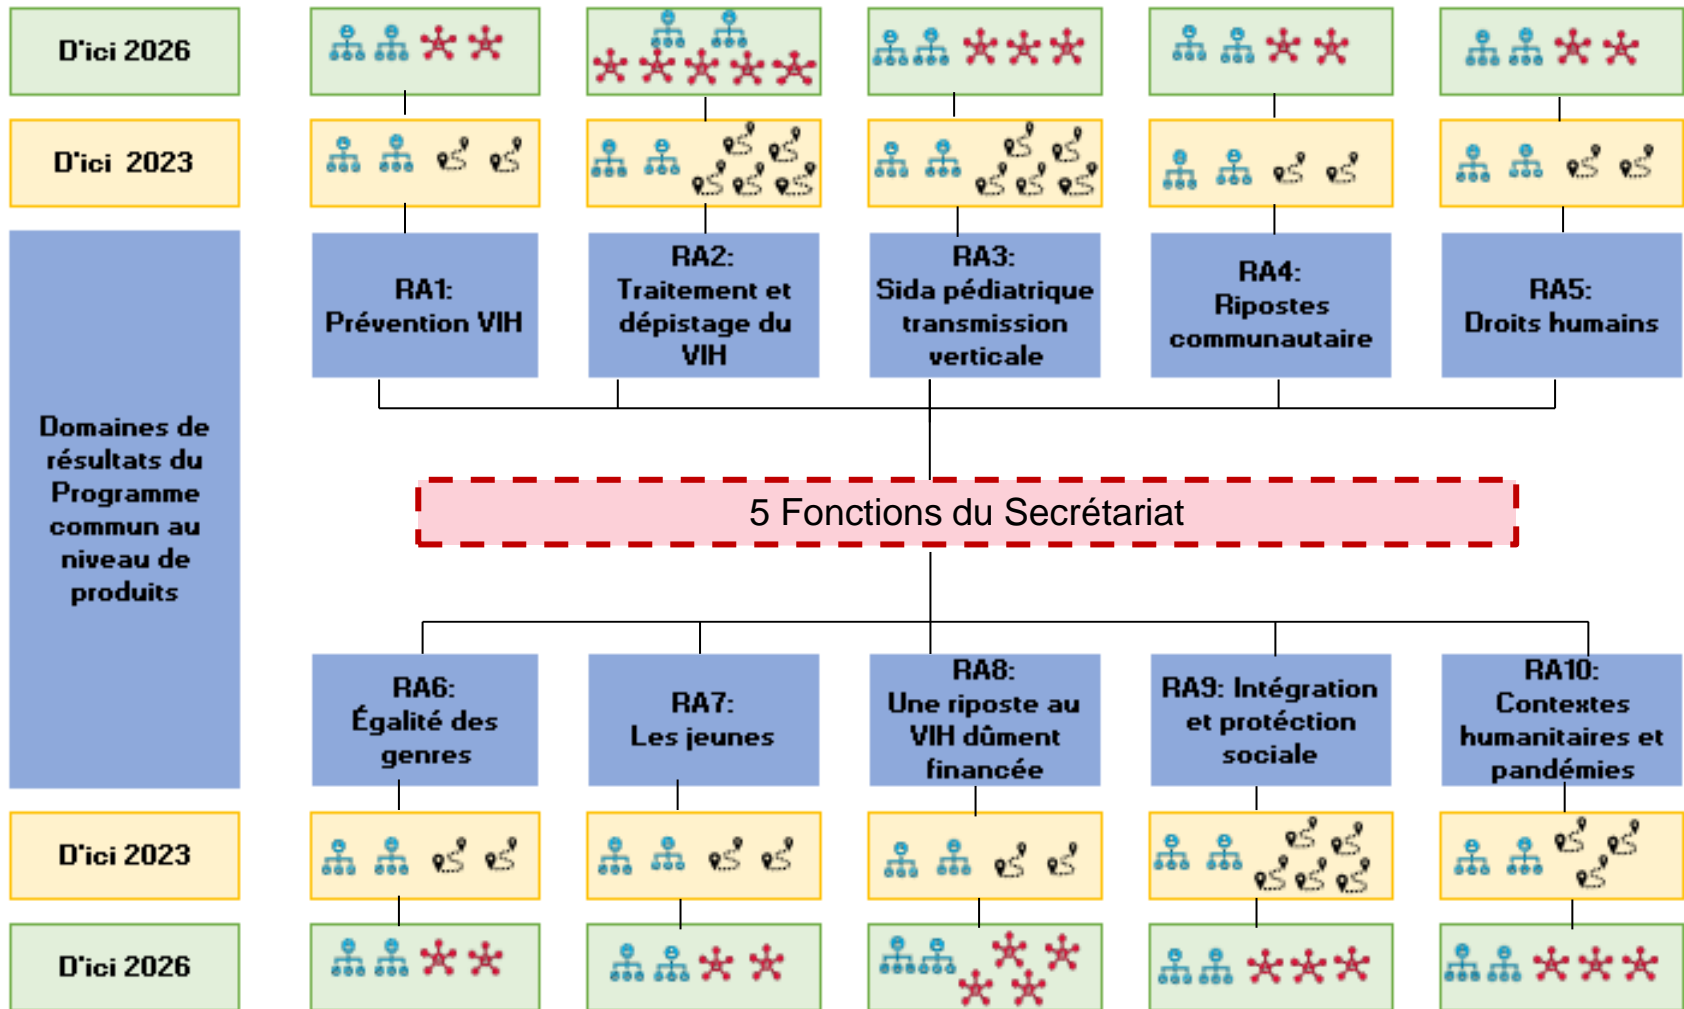 D'ici 2026
D'ici 2023
Domaines de
résultats du
Programme
commun au
niveau de
produits
RA1:
Prévention VIH
RA2:
Traitement et
dépistage du
VIH
RA3:
Sida pédiatrique
transmission
verticale
RA4:
Ripostes
communautaire
RA5:
Droits humains
5 Fonctions du Secrétariat
RA6:
Égalité des
genres
RA7:
Les jeunes
RA8:
Une riposte au
VIH dûment
financée
RA9: Intégration
et protéction
sociale
RA10:
Contextes
humanitaires et
pandémies
D'ici 2023
D'ici 2026